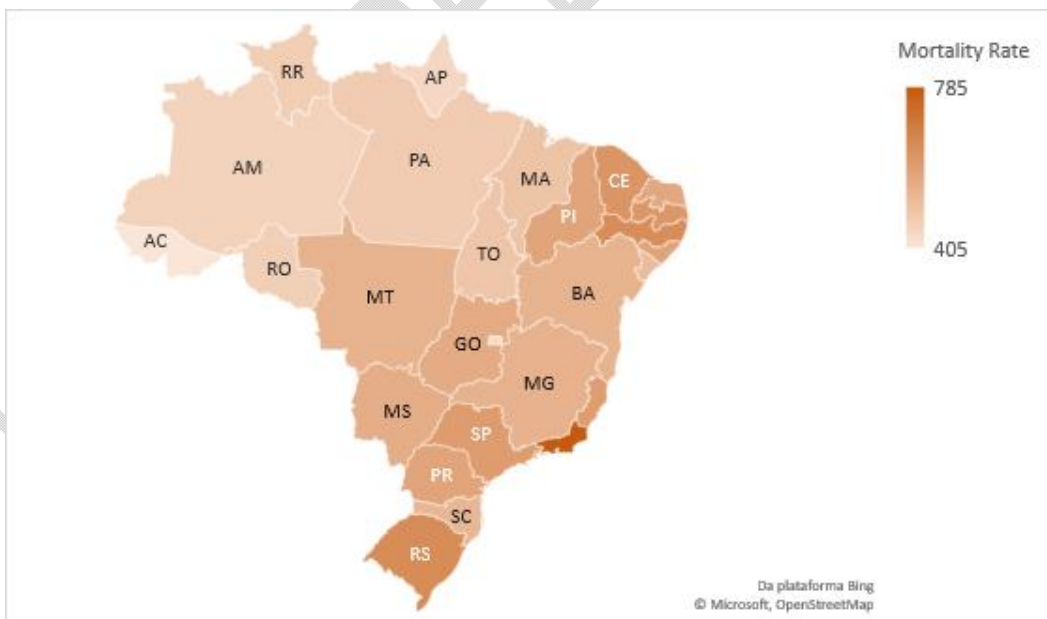 Mortality Rate
785
405
RR
AP
AM
PA
MA
CE
PI
AC
RO
TO
MT
BA
GO
MG
MS
SP
PR
SC
RS
Da plataforma Bing
© Microsoft, OpenStreetMap